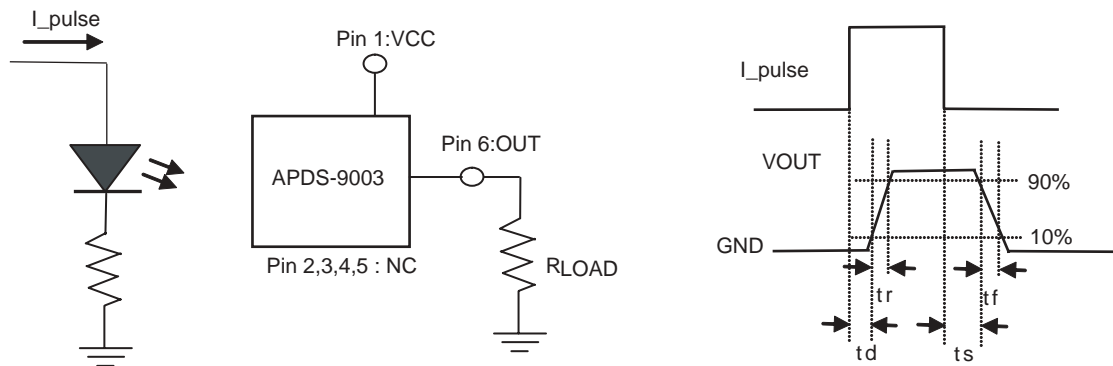 I_pulse
Pin 1:VCC
APDS-9003
Pin 6:OUT
Pin 2,3,4,5 : NC
RLOAD
I_pulse
VOUT
90%
GND
10%
tr
tf
td
ts